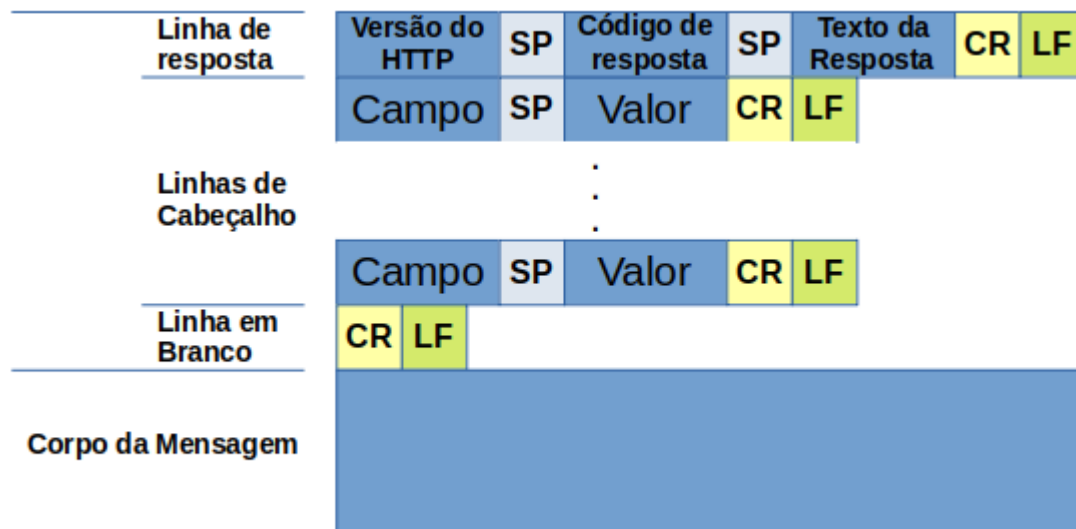 Linha de
resposta
Versão do
HTTP
SP
Código de
resposta
SP
Texto da
Resposta
CR
LF
Campo
SP
Valor
CR
LF
.
.
.
Linhas de
Cabeçalho
Campo
SP
Valor
CR
LF
Linha em
Branco
CR
LF
Corpo da Mensagem